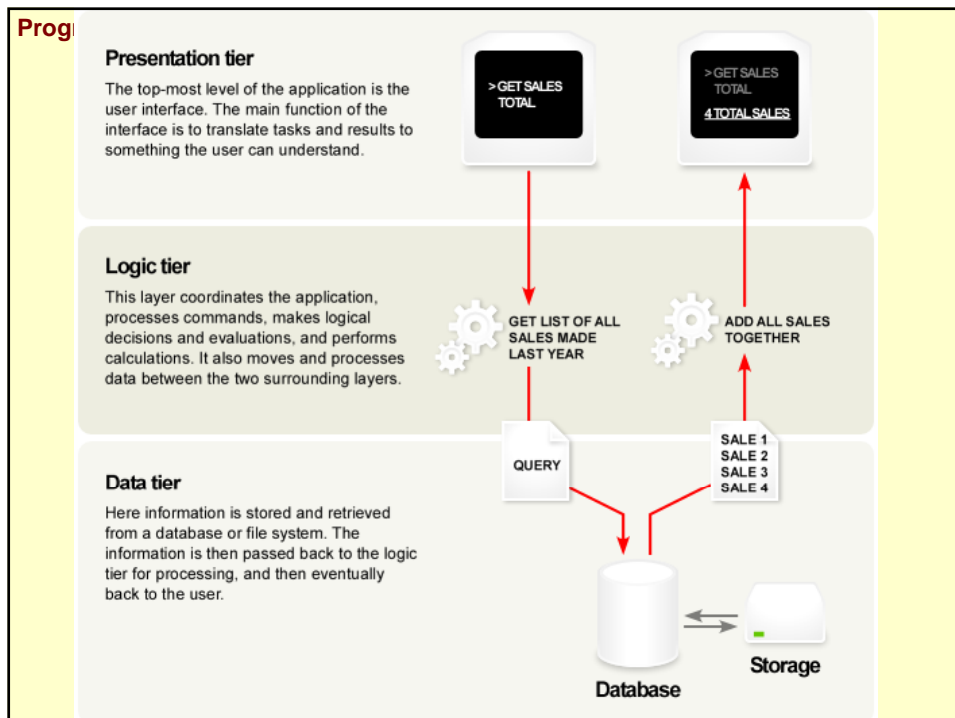 Prog
Presentation tier
The top-most level of the application is the
user interface. The main function of the
interface is to translate tasks and results to
something the user can understand.
>GET SALES
TOTAL
>GET SALES
TOTAL
4 TOTAL SALES
Logic tier
This layer coordinates the application,
processes commands, makes logical
decisions and evaluations, and performs
calculations. It also moves and processes
data between the two surrounding layers.
GET LIST OF ALL
SALES MADE
LAST YEAR
ADD ALL SALES
TOGETHER
QUERY
SALE 1
SALE 2
SALE 3
SALE 4
Data tier
Here information is stored and retrieved
from a database or file system. The
information is then passed back to the logic
tier for processing, and then eventually
back to the user.
Database
Storage